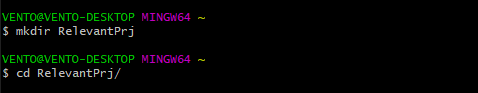 VENTO@VENTO-DESKTOP MINGW64 ~
$ mkdir RelevantPrj
VENTO@VENTO-DESKTOP MINGW64 ~
$ cd RelevantPrj/